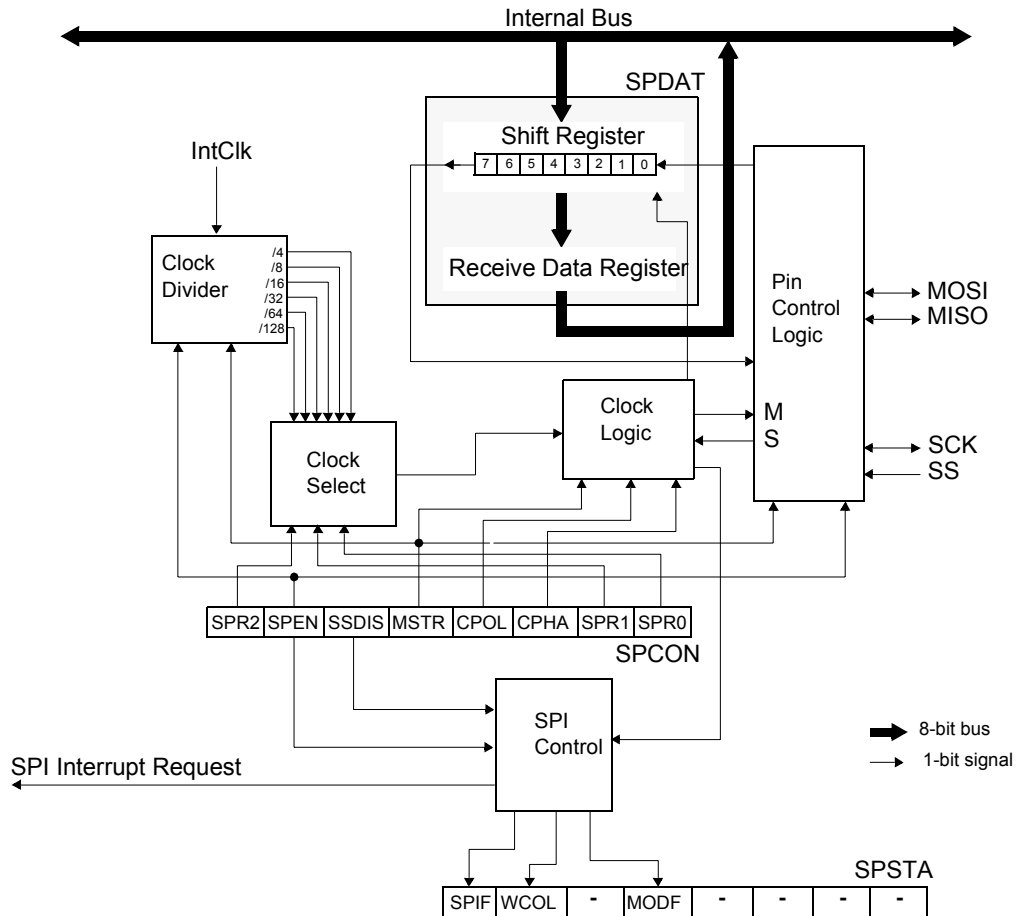 Internal Bus
SPDAT
Shift Register
7 6 5 4 3 2 1 0
IntClk
Clock
Divider
/4
/8
/16
/32
/64
/128
Receive Data Register
Pin
Control
Logic
MOSI
MISO
Clock
Logic
M
S
SCK
SS
Clock
Select
SPR2 SPEN SSDIS MSTR CPOL CPHA SPR1 SPR0
SPCON
SPI
Control
8-bit bus
1-bit signal
SPI Interrupt Request
SPSTA
SPIF WCOL - MODF - - - -